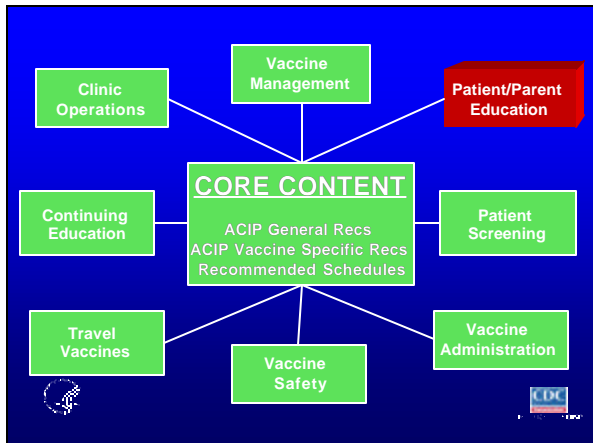 Vaccine
Management
Clinic
Operations
Patient/Parent
Education
CORE CONTENT
ACIP General Recs
ACIP Vaccine Specific Recs
Recommended Schedules
Continuing
Education
Patient
Screening
Travel
Vaccines
Vaccine
Safety
Vaccine
Administration
CDC